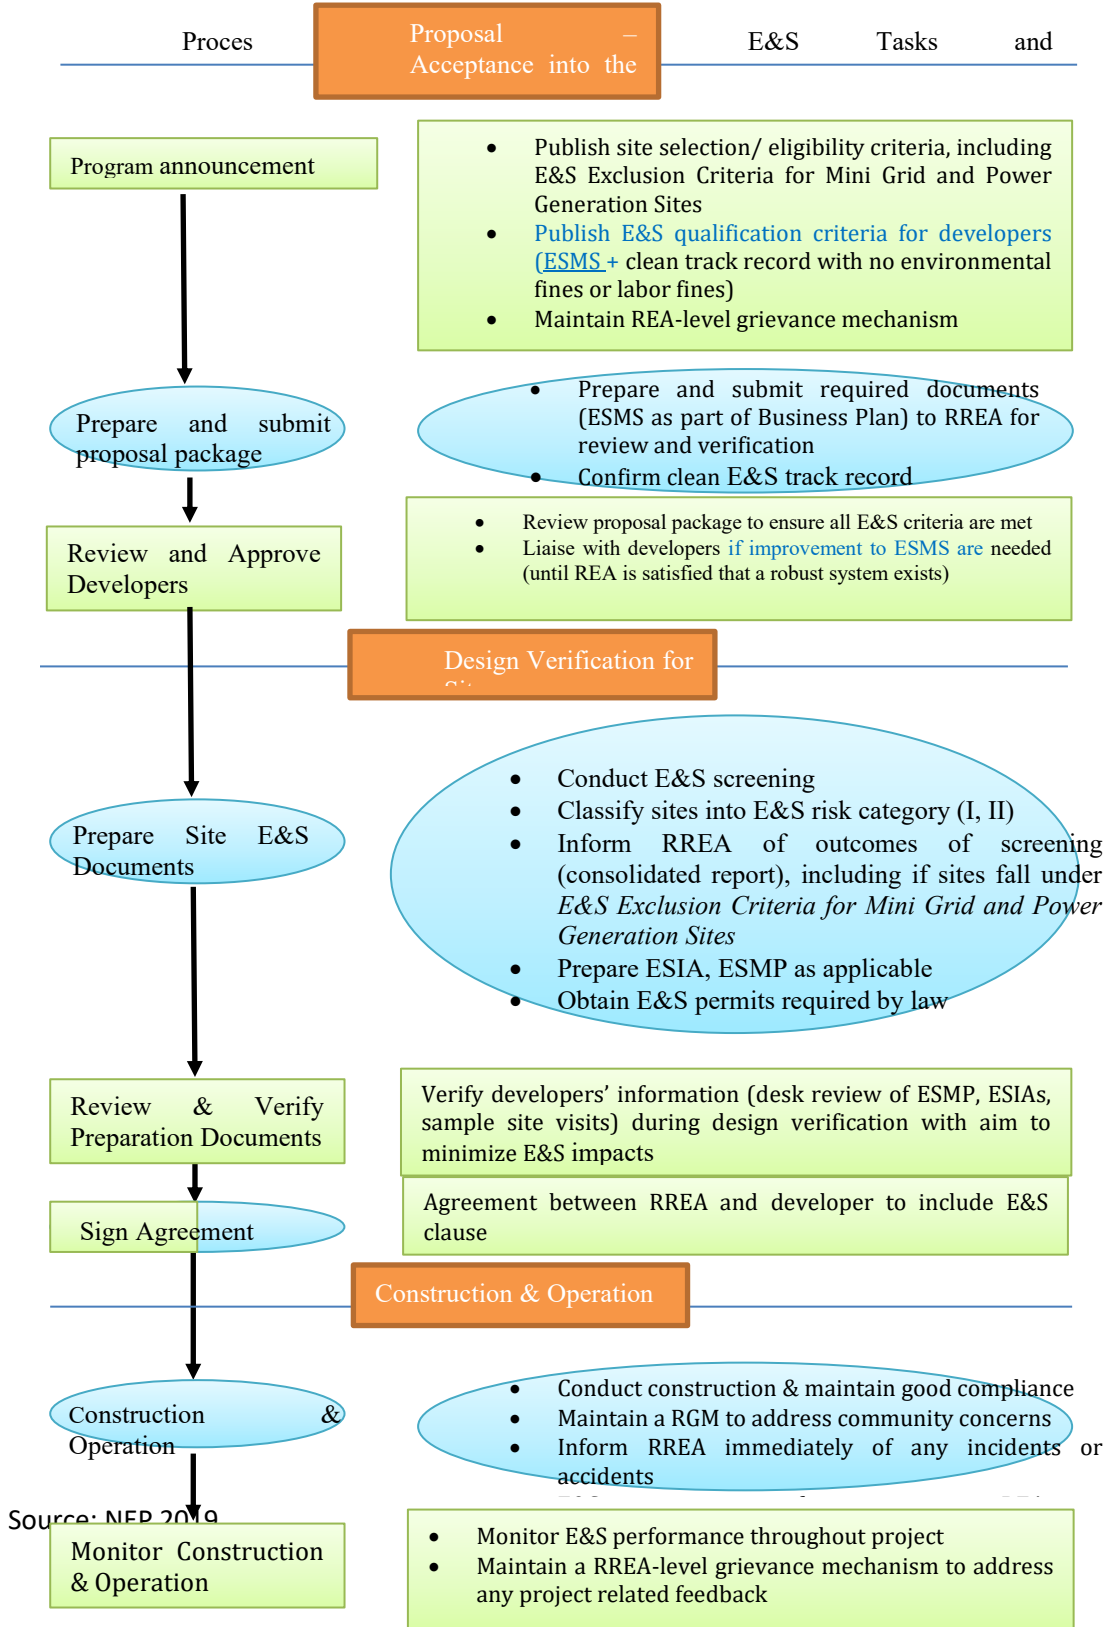 Proces
Proposal –
Acceptance into the
E&S Tasks and
Program announcement
• Publish site selection/ eligibility criteria, including
E&S Exclusion Criteria for Mini Grid and Power
Generation Sites
• Publish E&S qualification criteria for developers
(ESMS + clean track record with no environmental
fines or labor fines)
• Maintain REA-level grievance mechanism
Prepare and submit
proposal package
• Prepare and submit required documents
(ESMS as part of Business Plan) to RREA for
review and verification
• Confirm clean E&S track record
Review and Approve
Developers
• Review proposal package to ensure all E&S criteria are met
• Liaise with developers if improvement to ESMS are needed
(until REA is satisfied that a robust system exists)
Design Verification for
Prepare Site E&S
Documents
• Conduct E&S screening
• Classify sites into E&S risk category (I, II)
• Inform RREA of outcomes of screening
(consolidated report), including if sites fall under
E&S Exclusion Criteria for Mini Grid and Power
Generation Sites
• Prepare ESIA, ESMP as applicable
• Obtain E&S permits required by law
Review & Verify
Preparation Documents
Verify developers’ information (desk review of ESMP, ESIAs,
sample site visits) during design verification with aim to
minimize E&S impacts
Sign Agreement
Agreement between RREA and developer to include E&S
clause
Construction & Operation
Construction &
Operation
• Conduct construction & maintain good compliance
• Maintain a RGM to address community concerns
• Inform RREA immediately of any incidents or
accidents
Source: NEP 2019
Monitor Construction
& Operation
• Monitor E&S performance throughout project
• Maintain a RREA-level grievance mechanism to address
any project related feedback